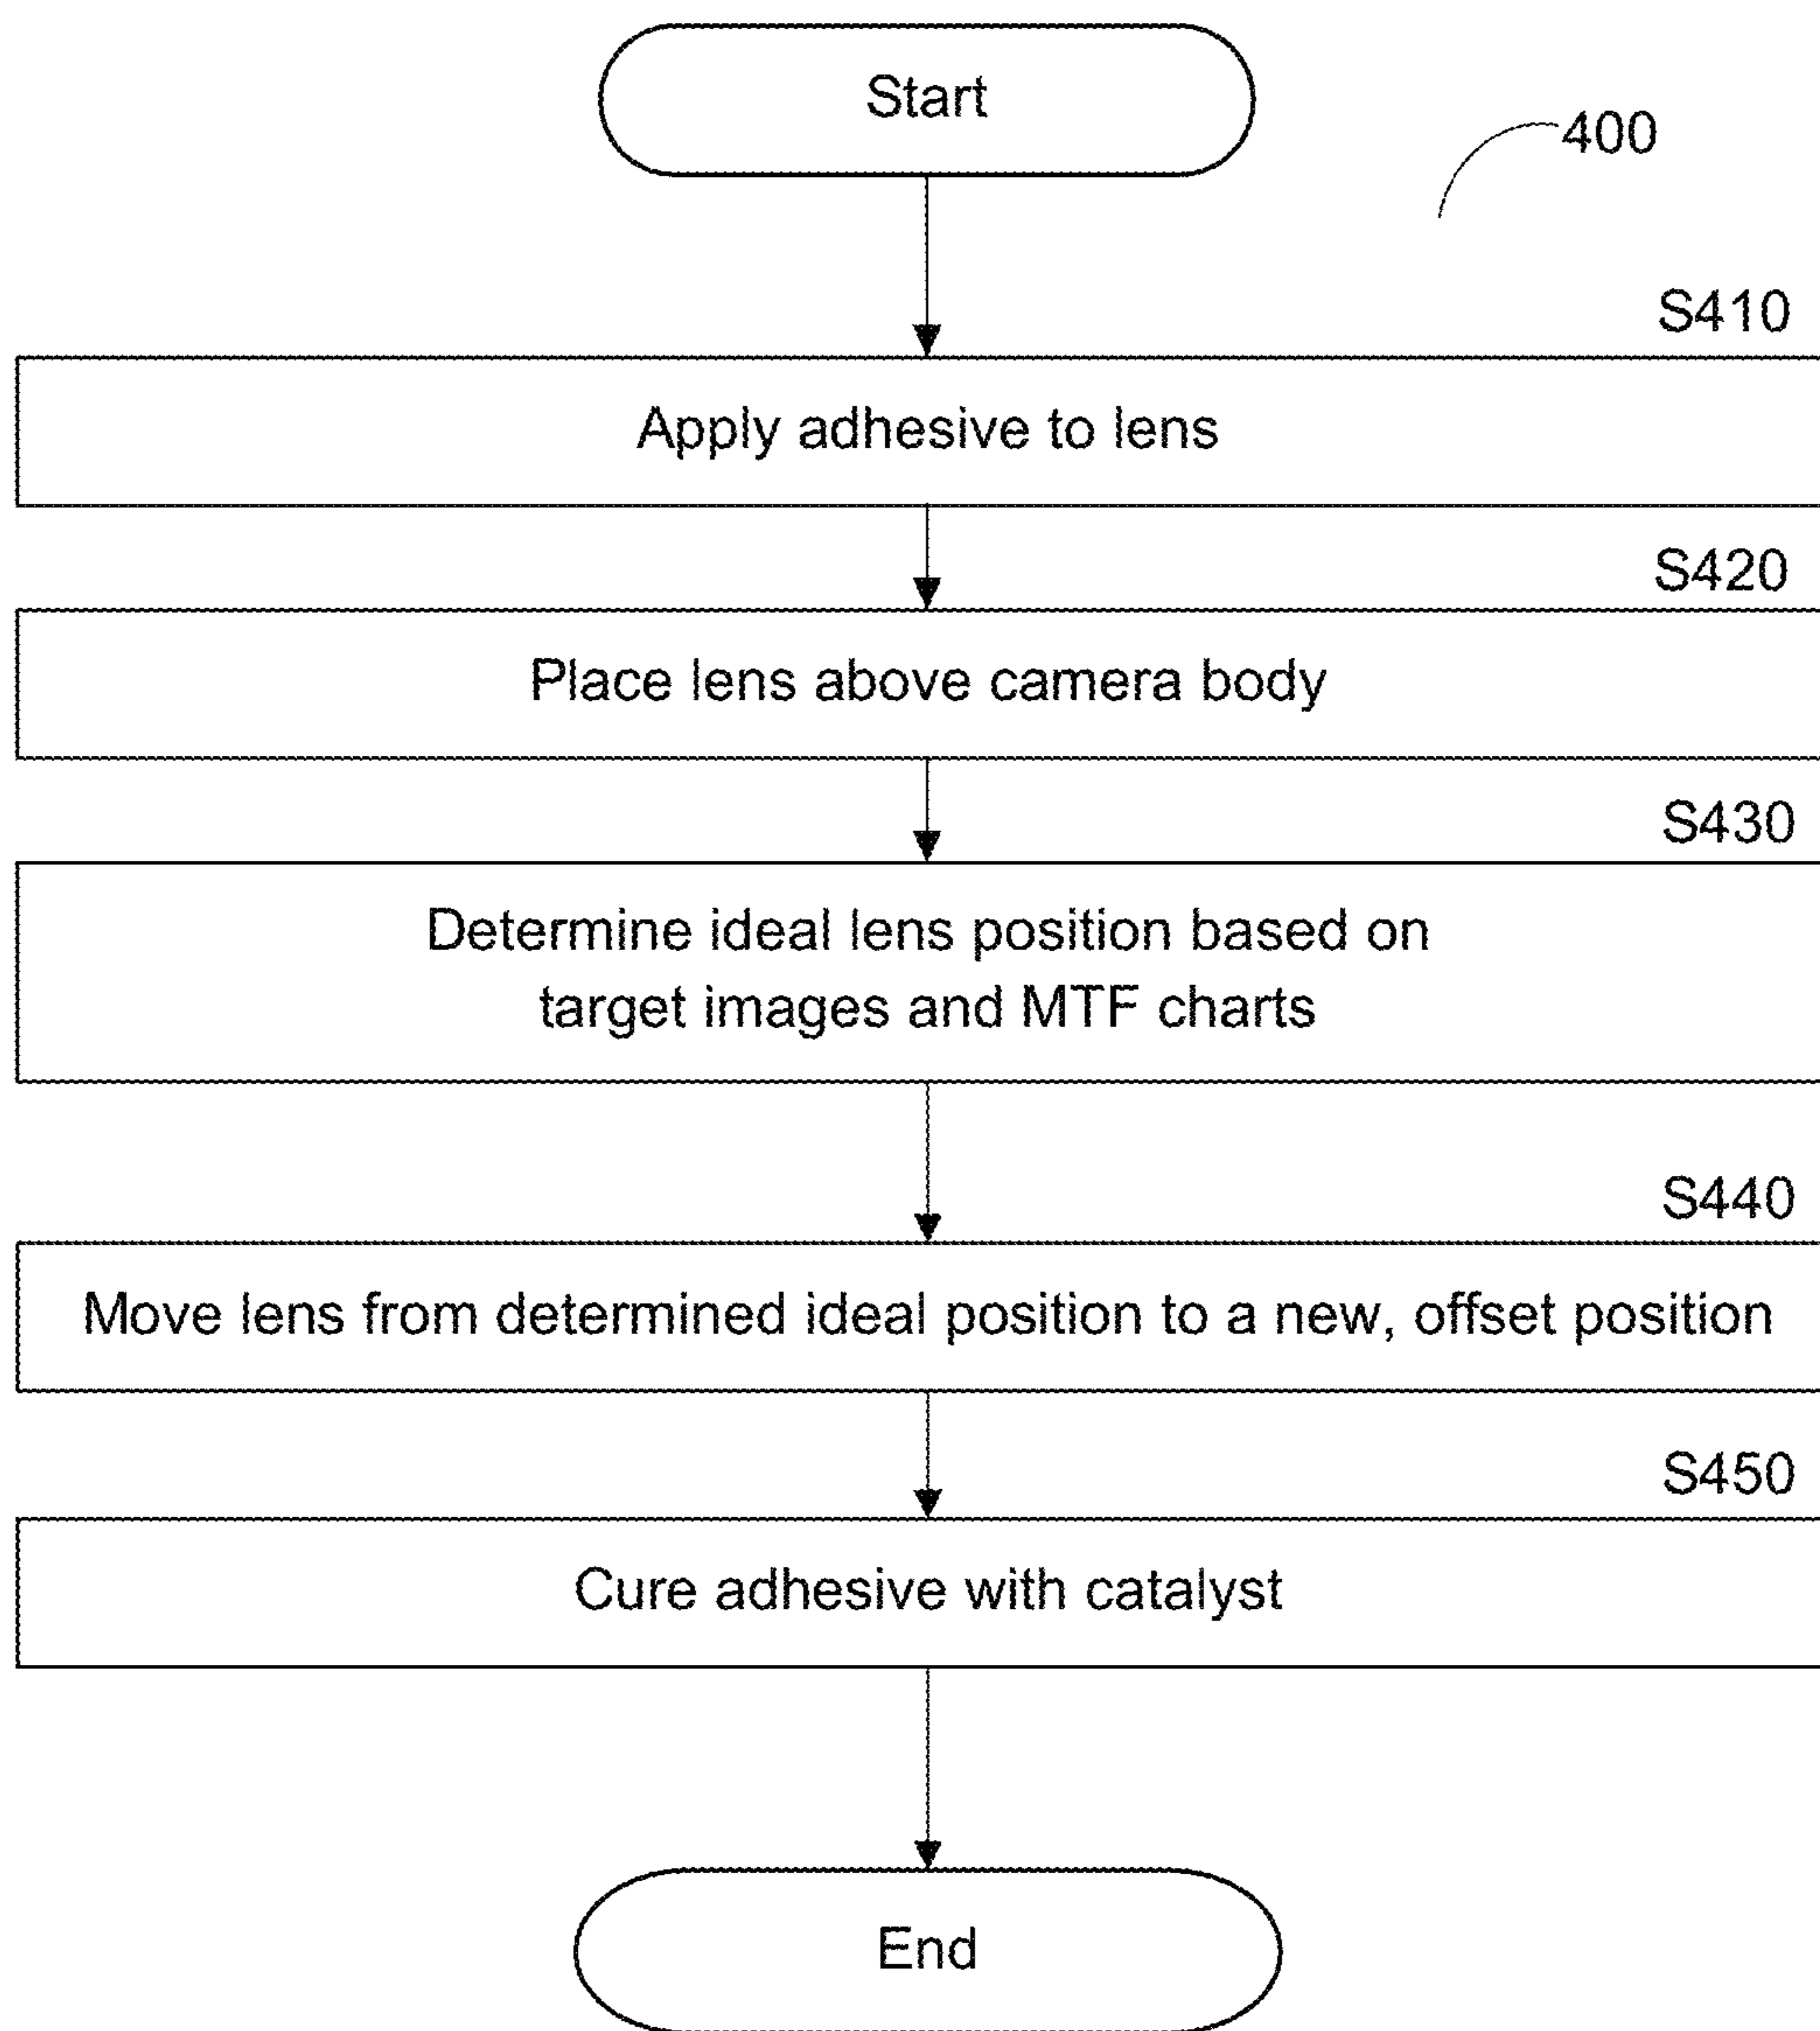 Start
400
S410
Apply adhesive to lens
S420
Place lens above camera body
S430
Determine ideal lens position based on
target images and MTF charts
S440
Move lens from determined ideal position to a new, offset position
S450
Cure adhesive with catalyst
End